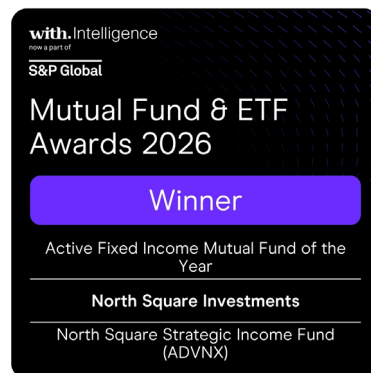 with.Intelligence
now a part of
S&P Global
Mutual Fund & ETF
Awards 2026
Winner
Active Fixed Income Mutual Fund of the
Year
North Square Investments
North Square Strategic Income Fund
(ADVNX)